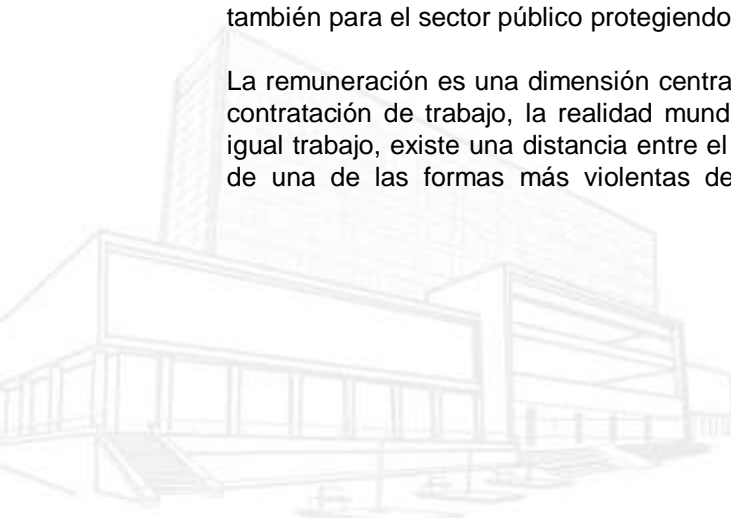 también para el sector público protegiendo
La remuneración es una dimensión centra
contratación de trabajo, la realidad mund
igual trabajo, existe una distancia entre el
de una de las formas más violentas de